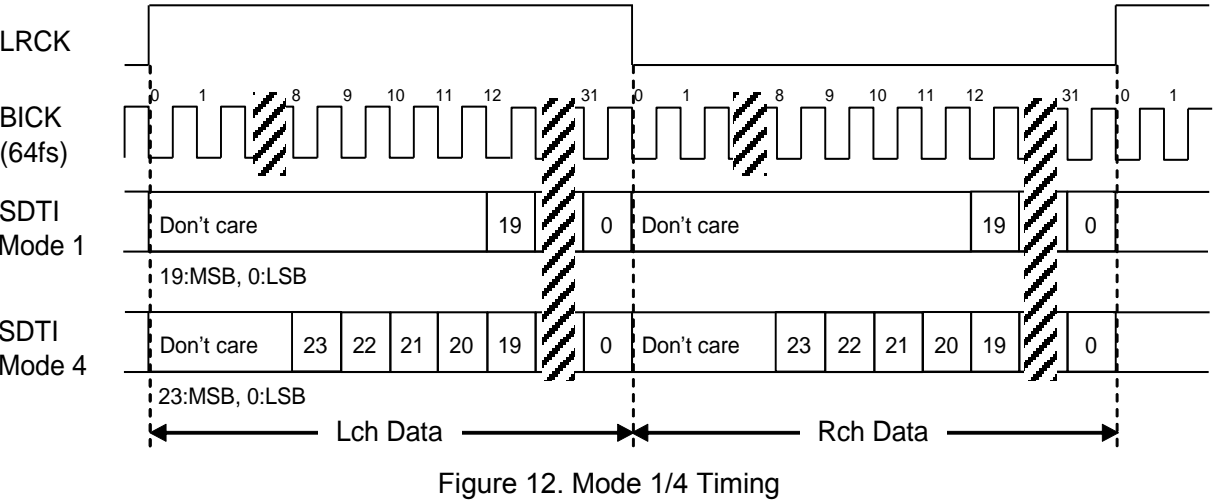 LRCK
0 1 8 9 10 11 12 31 0 1 8 9 10 11 12 31 0 1
BICK
(64fs)
SDTI
Mode 1
Don't care 19 0 Don't care 19 0
19:MSB, 0:LSB
SDTI
Mode 4
Don't care 23 22 21 20 19 0 Don't care 23 22 21 20 19 0
23:MSB, 0:LSB
Lch Data Rch Data
Figure 12. Mode 1/4 Timing